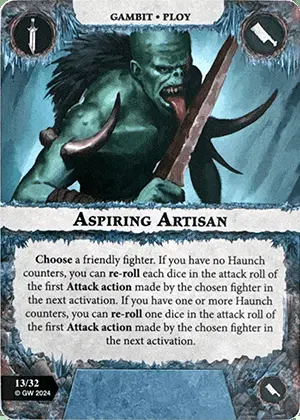 GAMBIT • PLOY
ASPIRING ARTISAN
Choose a friendly fighter. If you have no Haunch
counters, you can re-roll each dice in the attack roll of
the first Attack action made by the chosen fighter in
the next activation. If you have one or more Haunch
counters, you can re-roll one dice in the attack roll of
the first Attack action made by the chosen fighter in
the next activation.
13/32
© GW 2024